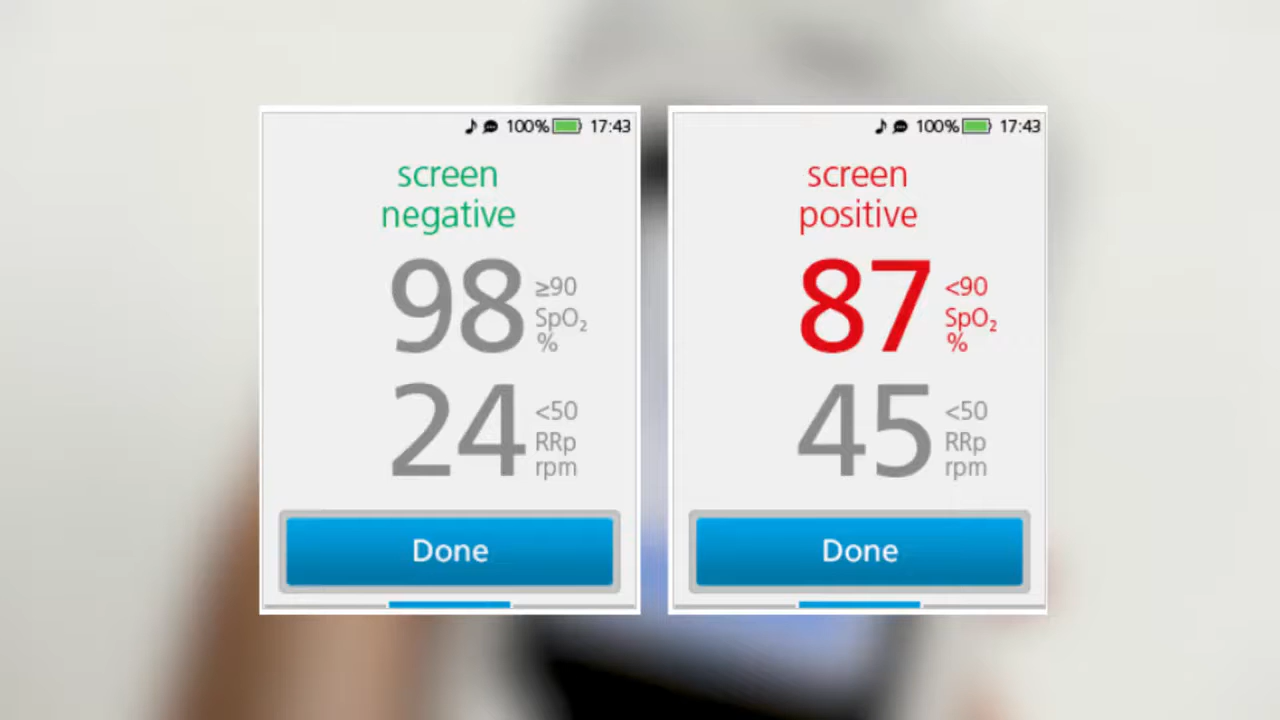 100% 17:43
screen
negative
98
≥90
SpO₂
%
24
<50
RRp
rpm
Done
100% 17:43
screen
positive
87
<90
SpO₂
%
45
<50
RRp
rpm
Done